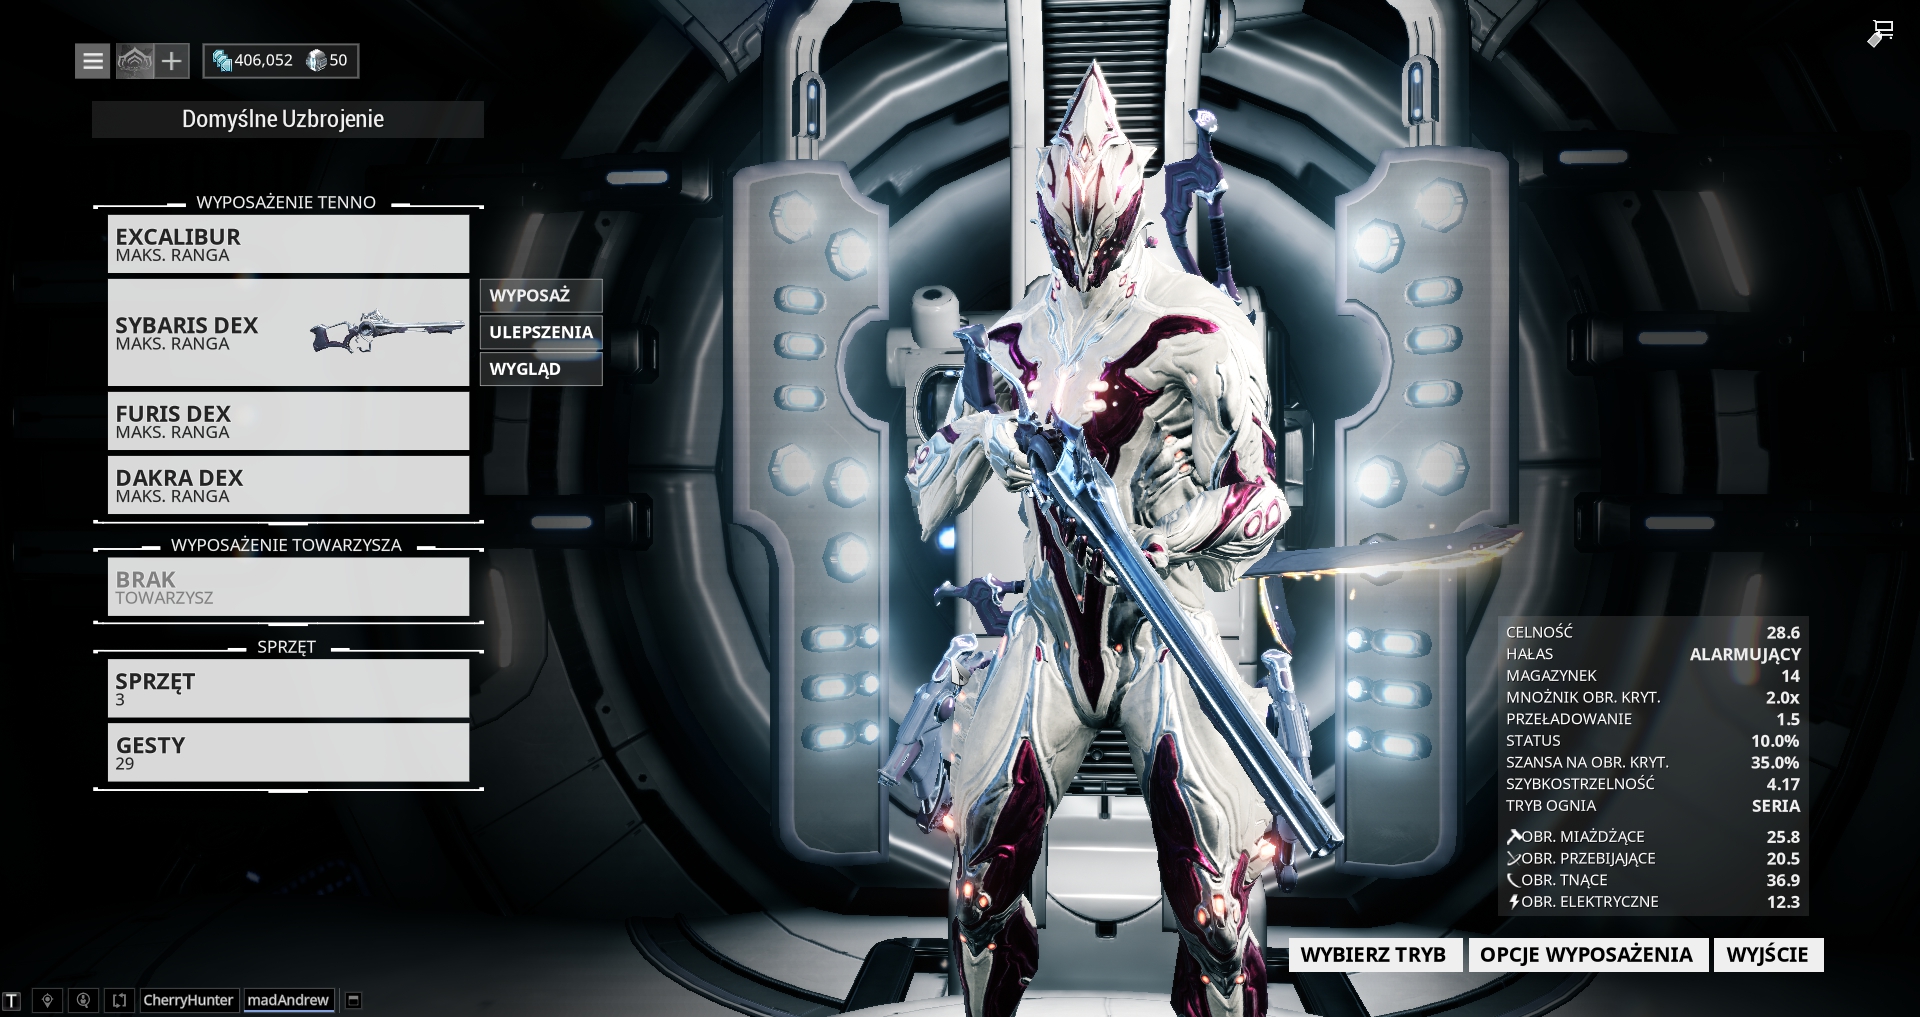 406,052 50
Domyślne Uzbrojenie
WYPOSAŻENIE TENNO
EXCALIBUR
MAKS. RANGA
SYBARIS DEX
MAKS. RANGA
WYPOSAŻ
ULEPSZENIA
WYGLĄD
FURIS DEX
MAKS. RANGA
DAKRA DEX
MAKS. RANGA
WYPOSAŻENIE TOWARZYSZA
BRAK
TOWARZYSZ
SPRZĘT
SPRZĘT
3
GESTY
29
CELNOŚĆ 28.6
HAŁAS ALARMUJĄCY
MAGAZYNEK 14
MNOŻNIK OBR. KRYT. 2.0x
PRZEŁADOWANIE 1.5
STATUS 10.0%
SZANSA NA OBR. KRYT. 35.0%
SZYBKOSTRZELNOŚĆ 4.17
TRYB OGNIA SERIA
OBR. MIAŻDŻĄCE 25.8
OBR. PRZEBIJAJĄCE 20.5
OBR. TNĄCE 36.9
OBR. ELEKTRYCZNE 12.3
WYBIERZ TRYB OPCJE WYPOSAŻENIA WYJŚCIE
T CherryHunter madAndrew